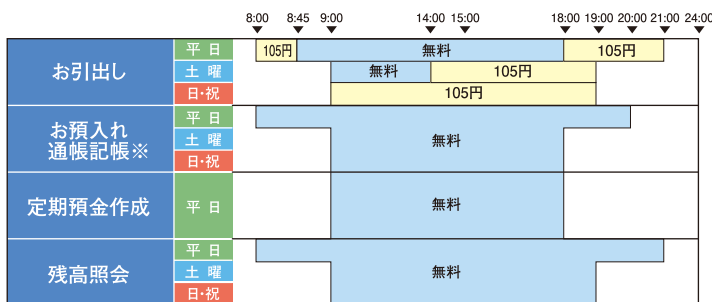 8:00 8:45 9:00 14:00 15:00 18:00 19:00 20:00 21:00 24:00
お引出し
平日 105円 無料 105円
土曜 無料 105円
日・祝 105円
お預入れ
通帳記帳※
平日
土曜 無料
日・祝
定期預金作成 平日 無料
残高照会
平日
土曜 無料
日・祝